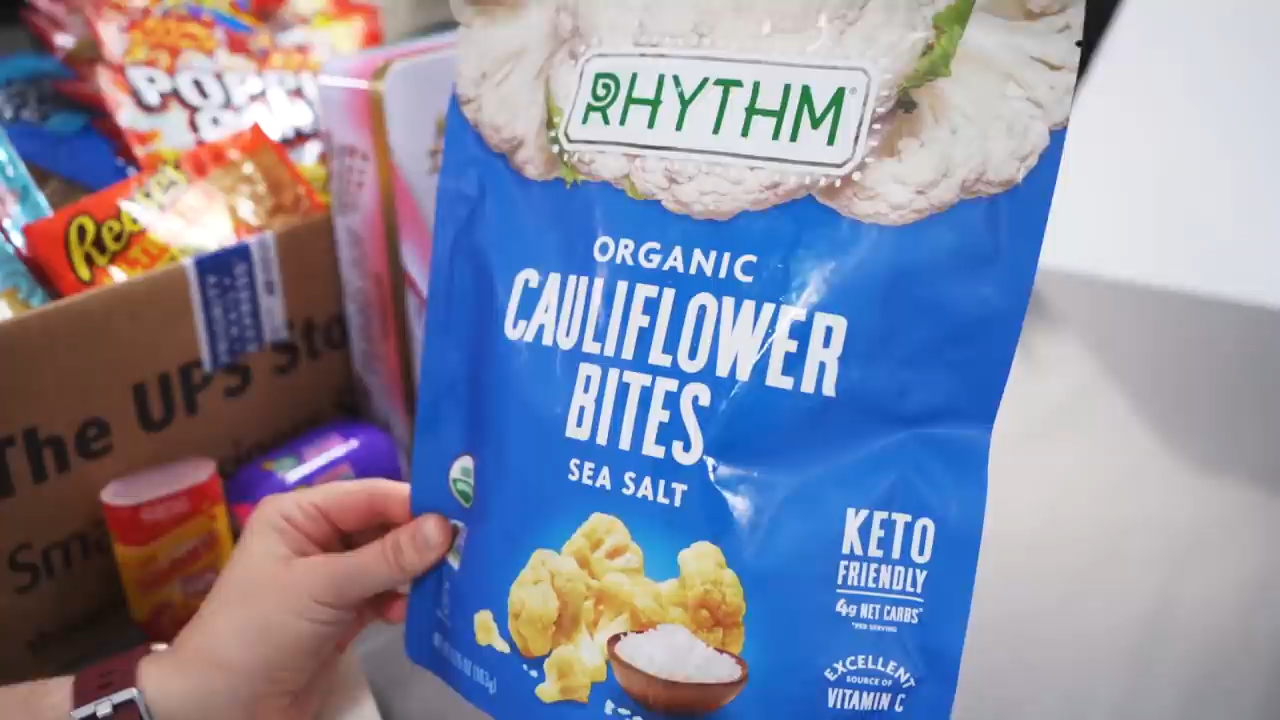 RHYTHM
ORGANIC
CAULIFLOWER
BITES
SEA SALT
KETO
FRIENDLY
4g NET CARBS*
*PER SERVING
EXCELLENT
SOURCE OF
VITAMIN C
Reese's
The UPS Sto